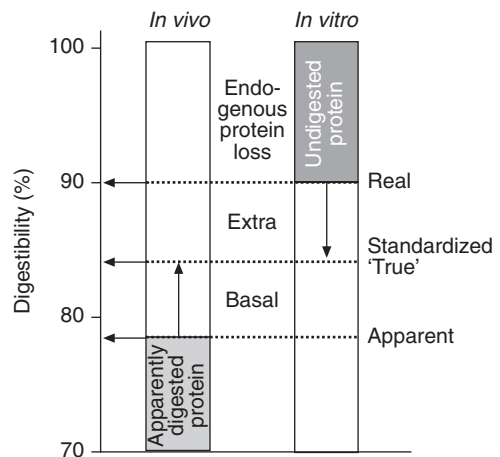 In vivo
In vitro
100
90
80
70
Digestibility (%)
Endo-
genous
protein
loss
Undigested
protein
Real
Extra
Standardized
‘True’
Basal
Apparent
Apparently
digested
protein